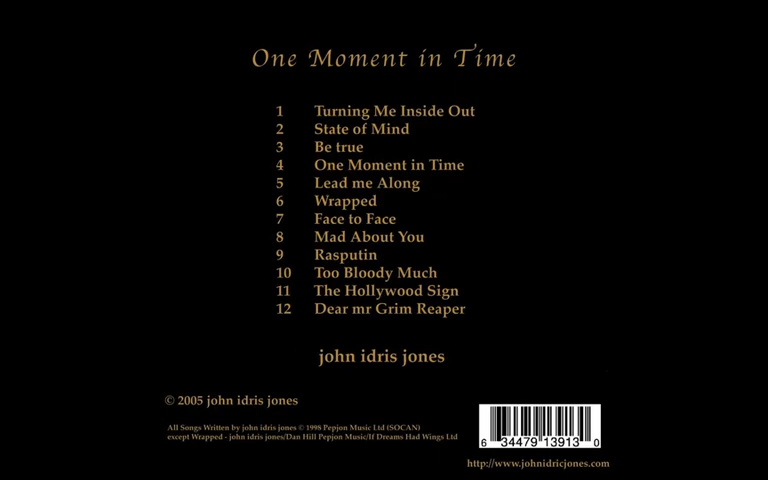 One Moment in Time
1 Turning Me Inside Out
2 State of Mind
3 Be true
4 One Moment in Time
5 Lead me Along
6 Wrapped
7 Face to Face
8 Mad About You
9 Rasputin
10 Too Bloody Much
11 The Hollywood Sign
12 Dear mr Grim Reaper
john idris jones
© 2005 john idris jones
All Songs Written by john idris jones © 1998 Pepjon Music Ltd (SOCAN)
except Wrapped - john idris jones/Dan Hill Pepjon Music/If Dreams Had Wings Ltd
6 34479 13913 0
http://www.johnidricjones.com